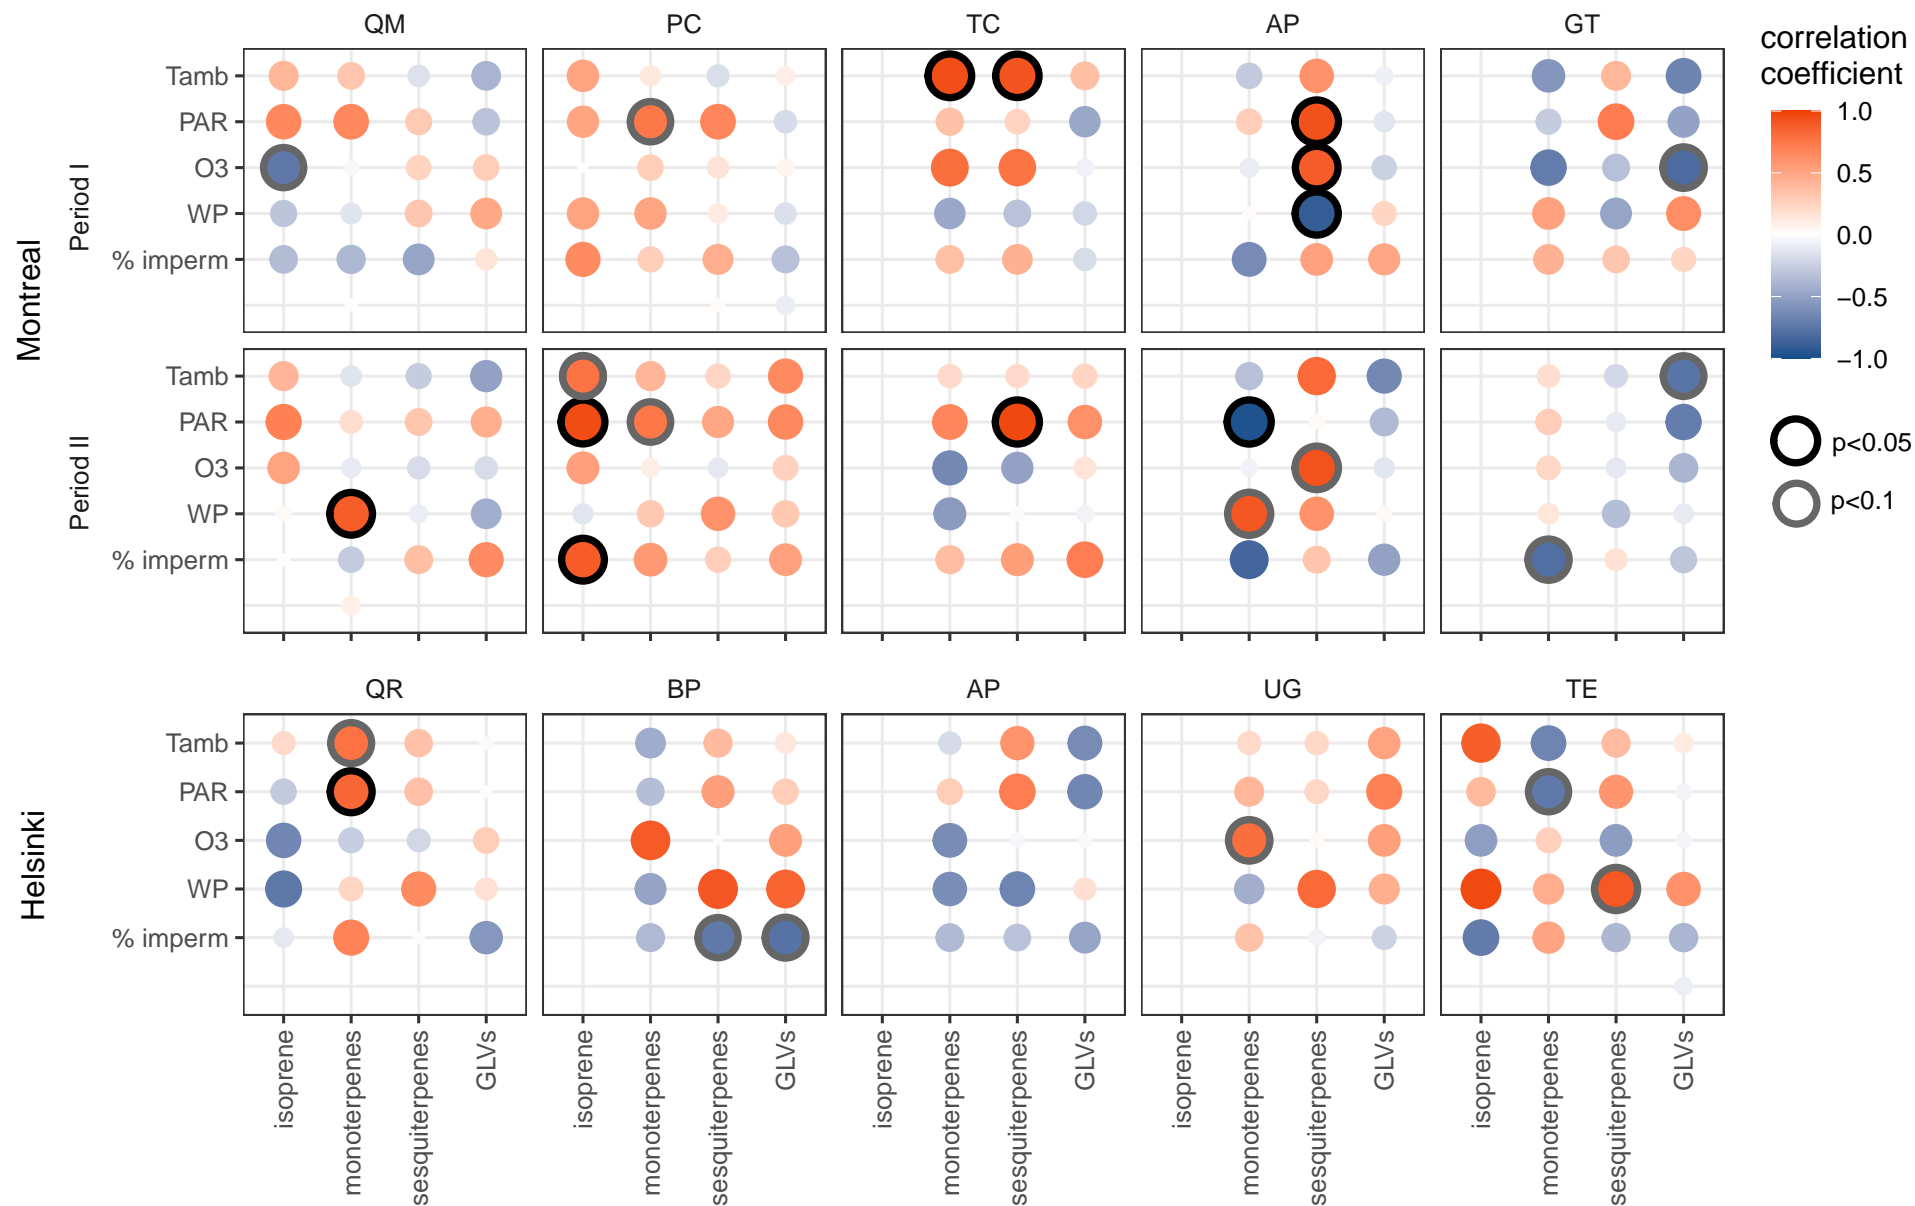 QM PC TC AP GT
correlation
coefficient
1.0
0.5
0.0
−0.5
−1.0
p<0.05
p<0.1
Montreal
Period I
Tamb
PAR
O3
WP
% imperm
Period II
Tamb
PAR
O3
WP
% imperm
QR BP AP UG TE
Helsinki
Tamb
PAR
O3
WP
% imperm
isoprene
monoterpenes
sesquiterpenes
GLVs
isoprene
monoterpenes
sesquiterpenes
GLVs
isoprene
monoterpenes
sesquiterpenes
GLVs
isoprene
monoterpenes
sesquiterpenes
GLVs
isoprene
monoterpenes
sesquiterpenes
GLVs